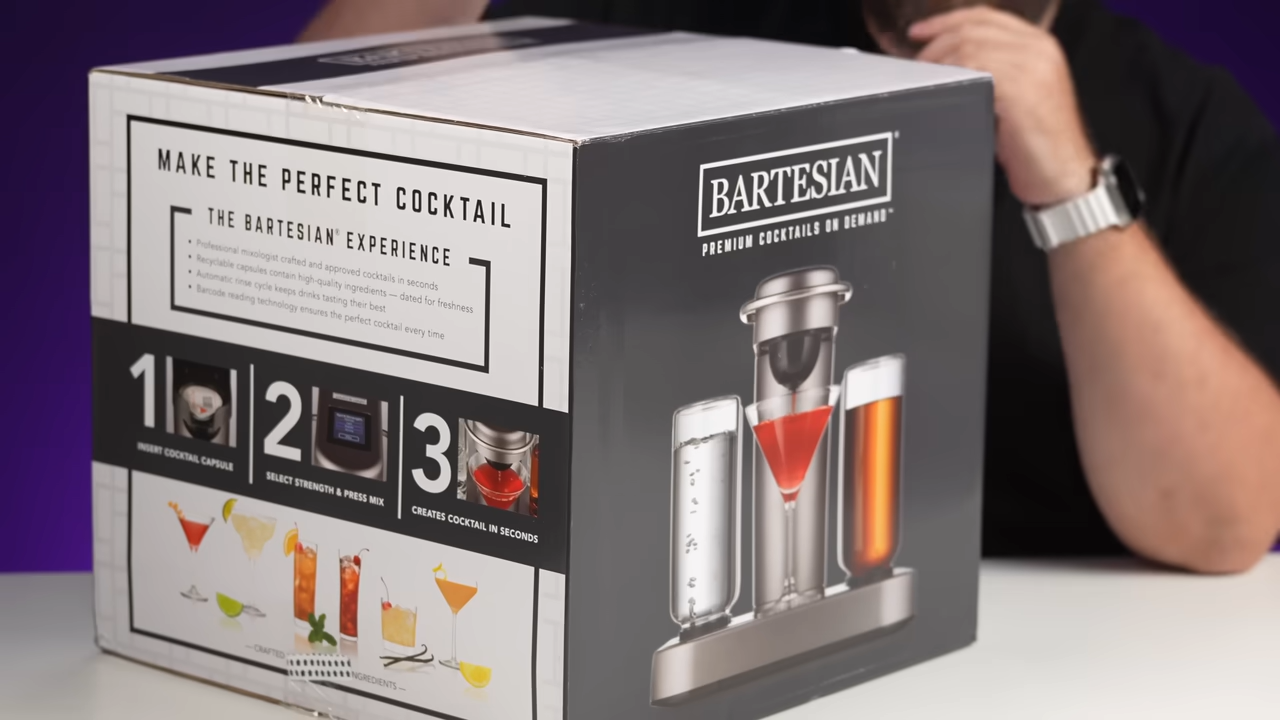 MAKE THE PERFECT COCKTAIL
THE BARTESIAN® EXPERIENCE
• Professional mixologist crafted and approved cocktails in seconds
• Recyclable capsules contain high-quality ingredients — dated for freshness
• Automatic rinse cycle keeps drinks tasting their best
• Barcode reading technology ensures the perfect cocktail every time
1
INSERT COCKTAIL CAPSULE
2
SELECT STRENGTH & PRESS MIX
3
CREATES COCKTAIL IN SECONDS
— CRAFTED
INGREDIENTS —
BARTESIAN®
PREMIUM COCKTAILS ON DEMAND™